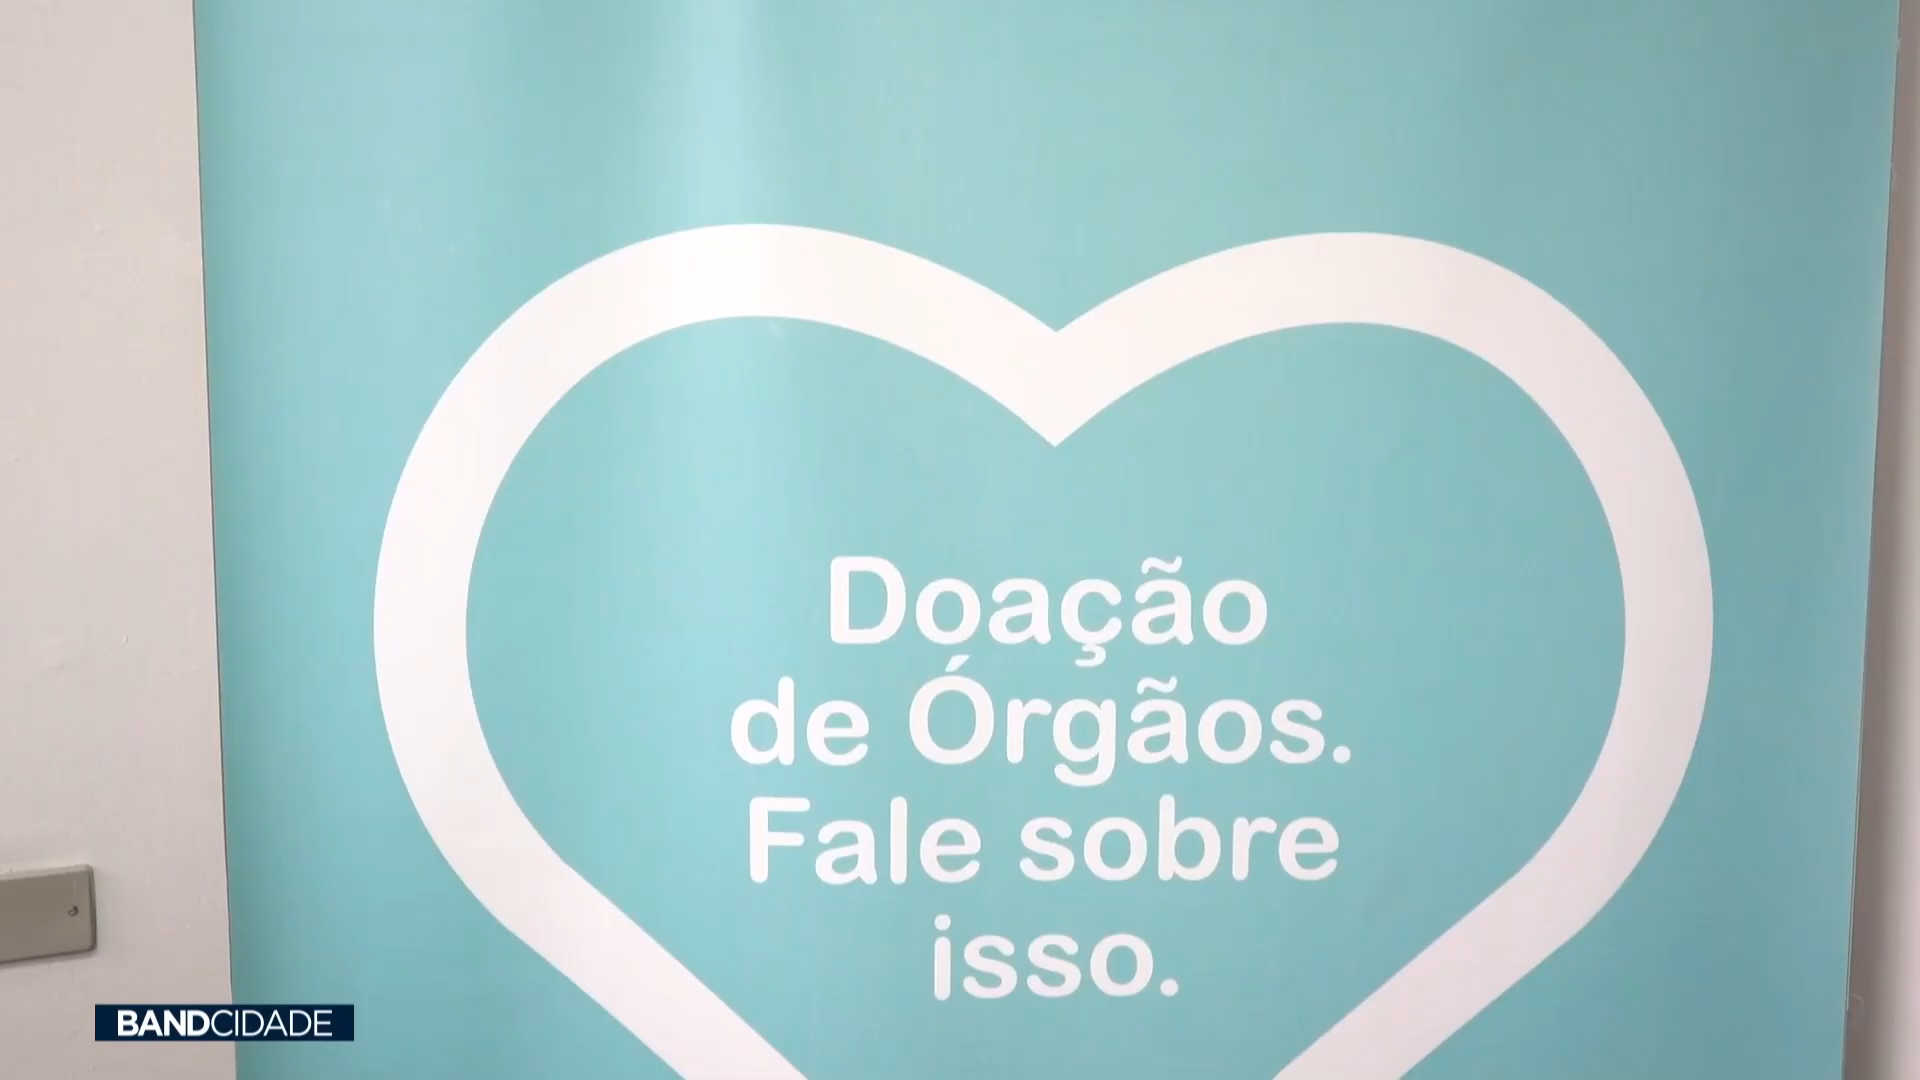 Doação
de Órgãos.
Fale sobre
isso.
BANDCIDADE